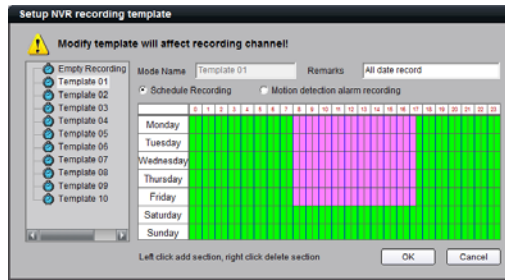 Setup NVR recording template
Modify template will affect recording channel!
Empty Recording
Template 01
Template 02
Template 03
Template 04
Template 05
Template 06
Template 07
Template 08
Template 09
Template 10
Mode Name Template 01 Remarks All date record
Schedule Recording Motion detection alarm recording
0 1 2 3 4 5 6 7 8 9 10 11 12 13 14 15 16 17 18 19 20 21 22 23
Monday
Tuesday
Wednesday
Thursday
Friday
Saturday
Sunday
Left click add section, right click delete section OK Cancel